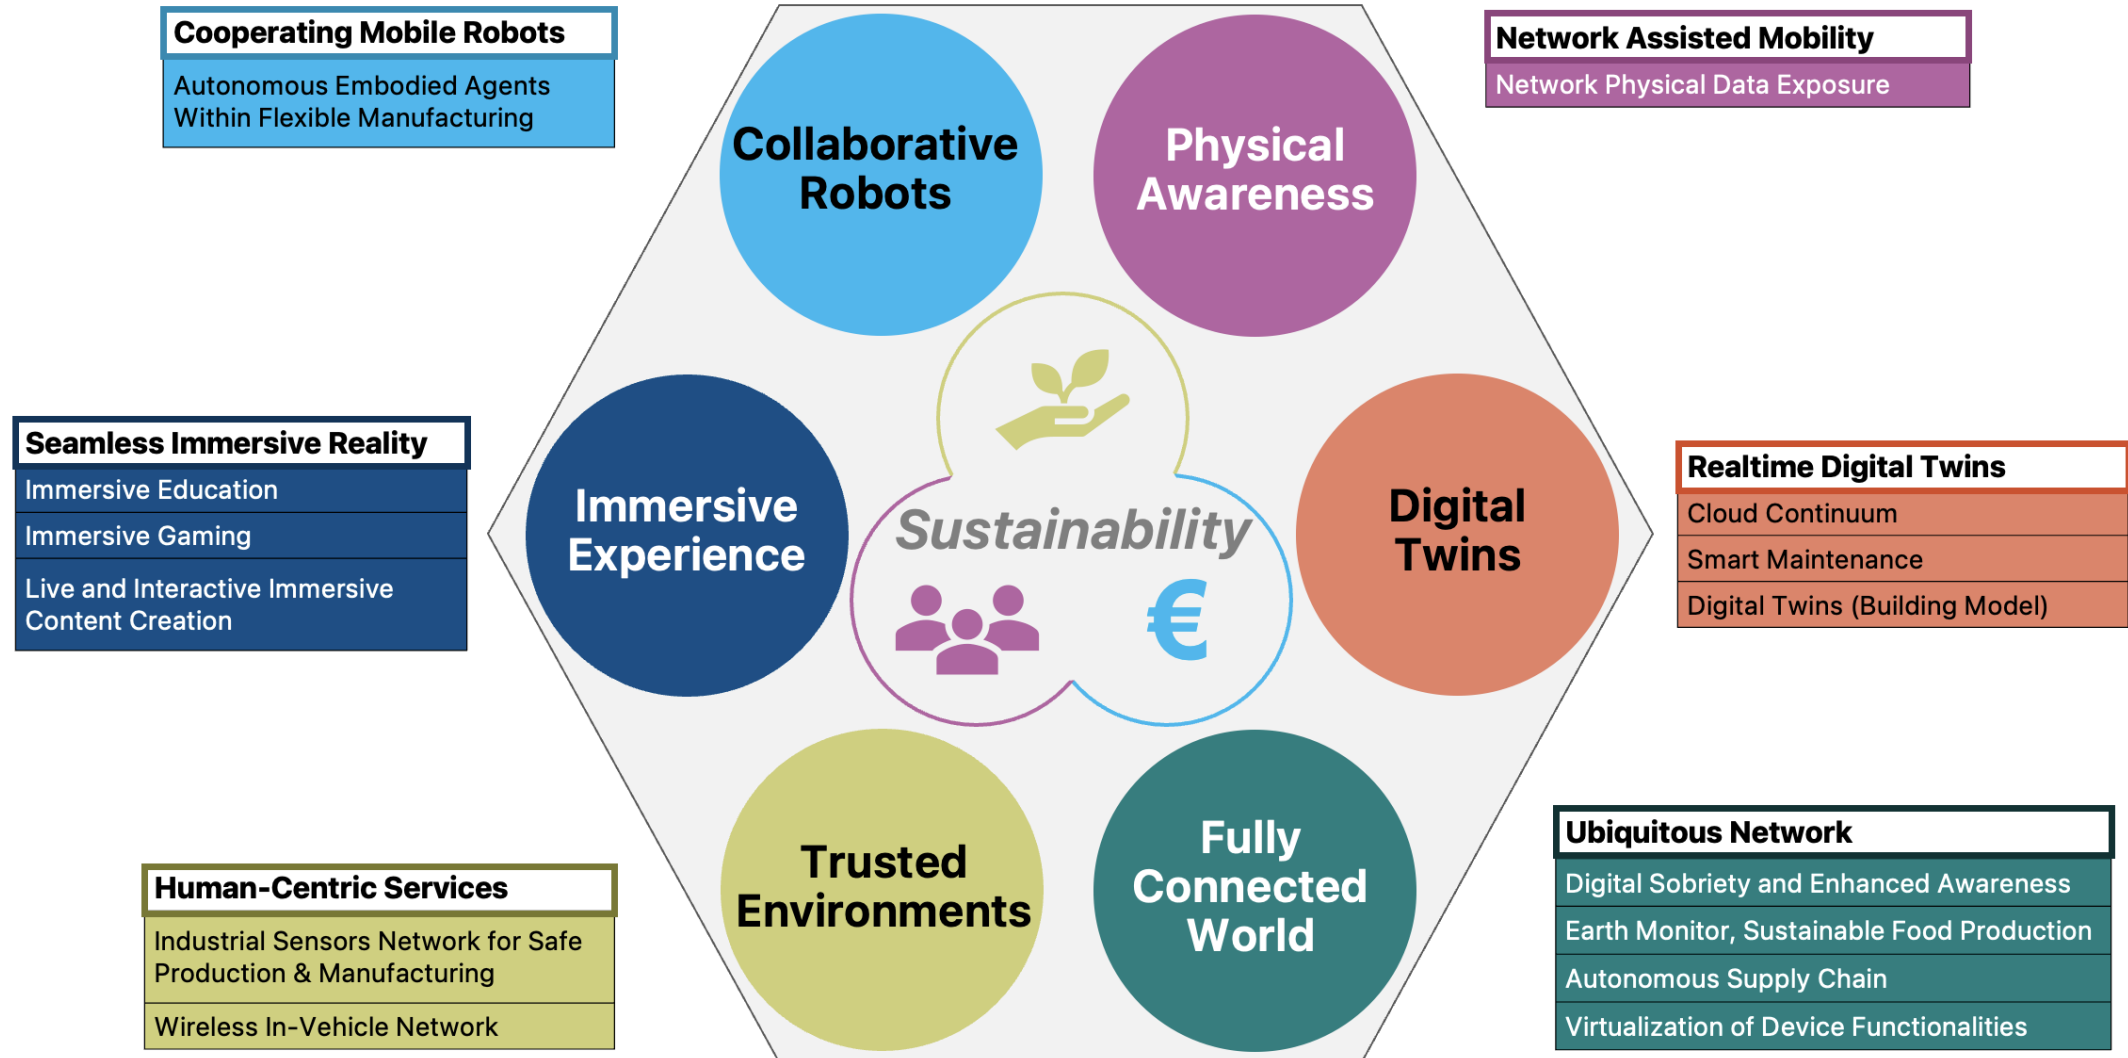 Cooperating Mobile Robots
Autonomous Embodied Agents
Within Flexible Manufacturing
Collaborative
Robots
Physical
Awareness
Network Assisted Mobility
Network Physical Data Exposure
Seamless Immersive Reality
Immersive Education
Immersive Gaming
Live and Interactive Immersive
Content Creation
Immersive
Experience
Sustainability
€
Digital
Twins
Realtime Digital Twins
Cloud Continuum
Smart Maintenance
Digital Twins (Building Model)
Human-Centric Services
Industrial Sensors Network for Safe
Production & Manufacturing
Wireless In-Vehicle Network
Trusted
Environments
Fully
Connected
World
Ubiquitous Network
Digital Sobriety and Enhanced Awareness
Earth Monitor, Sustainable Food Production
Autonomous Supply Chain
Virtualization of Device Functionalities